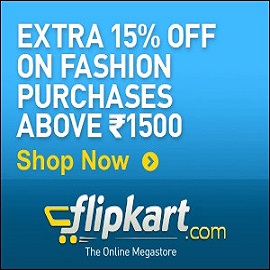 EXTRA 15% OFF
ON FASHION
PURCHASES
ABOVE ₹1500
Shop Now
flipkart.com
The Online Megastore